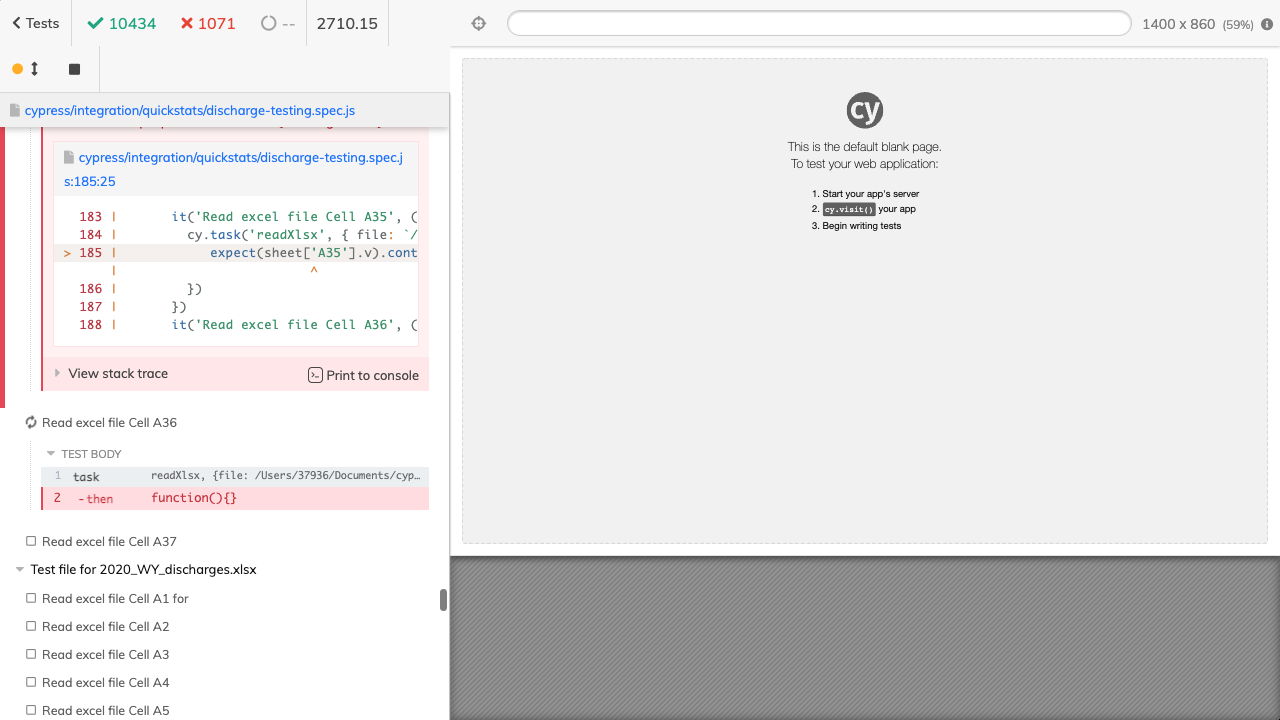 Tests
10434
1071
--
2710.15
1400 x 860 (59%)
cypress/integration/quickstats/discharge-testing.spec.js
cypress/integration/quickstats/discharge-testing.spec.j
s:185:25
183 | it('Read excel file Cell A35', (
184 | cy.task('readXlsx', { file: `/
> 185 | expect(sheet['A35'].v).cont
| ^
186 | })
187 | })
188 | it('Read excel file Cell A36', (
View stack trace
Print to console
Read excel file Cell A36
TEST BODY
1 task readXlsx, {file: /Users/37936/Documents/cyp…
2 -then function(){}
Read excel file Cell A37
Test file for 2020_WY_discharges.xlsx
Read excel file Cell A1 for
Read excel file Cell A2
Read excel file Cell A3
Read excel file Cell A4
Read excel file Cell A5
cy
This is the default blank page.
To test your web application:
1. Start your app's server
2. cy.visit() your app
3. Begin writing tests